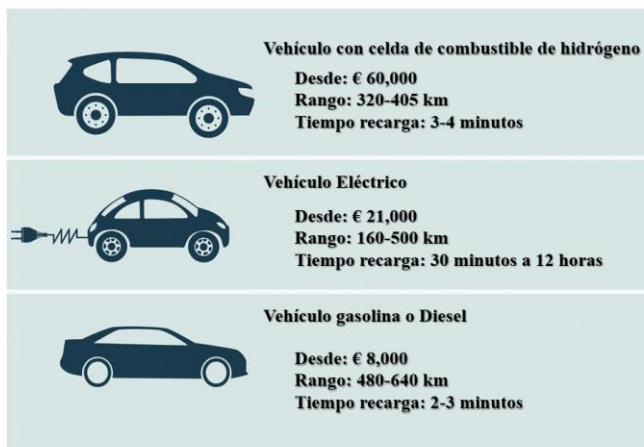 Vehículo con celda de combustible de hidrógeno
Desde: € 60,000
Rango: 320-405 km
Tiempo recarga: 3-4 minutos
Vehículo Eléctrico
Desde: € 21,000
Rango: 160-500 km
Tiempo recarga: 30 minutos a 12 horas
Vehículo gasolina o Diesel
Desde: € 8,000
Rango: 480-640 km
Tiempo recarga: 2-3 minutos